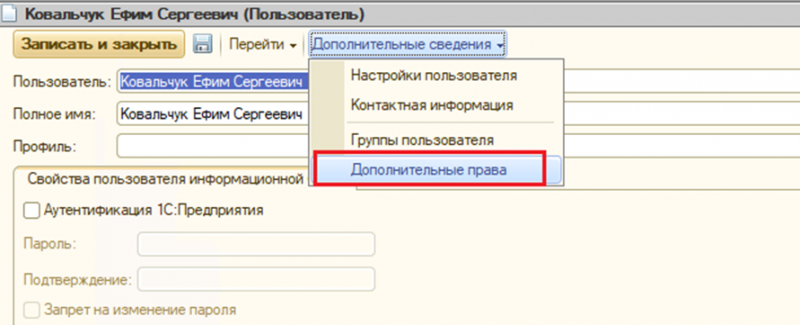 Ковальчук Ефим Сергеевич (Пользователь)
Записать и закрыть Перейти Дополнительные сведения
Настройки пользователя
Пользователь: Ковальчук Ефим Сергеевич
Контактная информация
Полное имя: Ковальчук Ефим Сергеевич
Группы пользователя
Профиль:
Дополнительные права
Свойства пользователя информационной
Аутентификация 1С:Предприятия
Пароль:
Подтверждение:
Запрет на изменение пароля